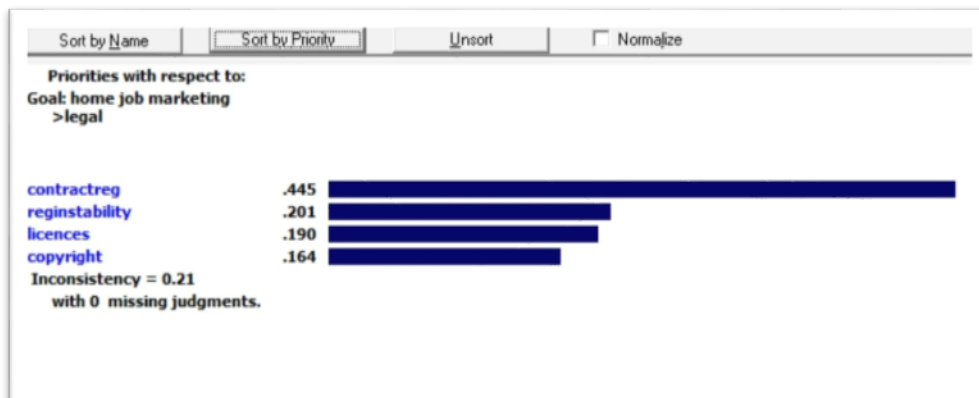 Sort by Name Sort by Priority Unsort Normalize
Priorities with respect to:
Goal: home job marketing
>legal
contractreg .445
reginstability .201
licences .190
copyright .164
Inconsistency = 0.21
with 0 missing judgments.